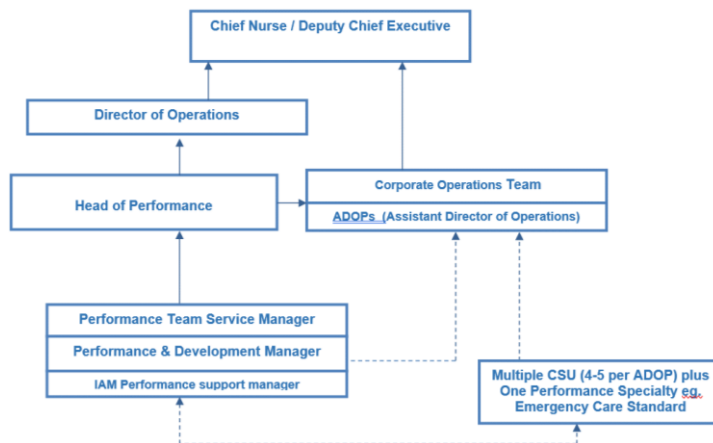 Chief Nurse / Deputy Chief Executive
Director of Operations
Head of Performance
Corporate Operations Team
ADOPs (Assistant Director of Operations)
Performance Team Service Manager
Performance & Development Manager
IAM Performance support manager
Multiple CSU (4-5 per ADOP) plus
One Performance Specialty eg.
Emergency Care Standard